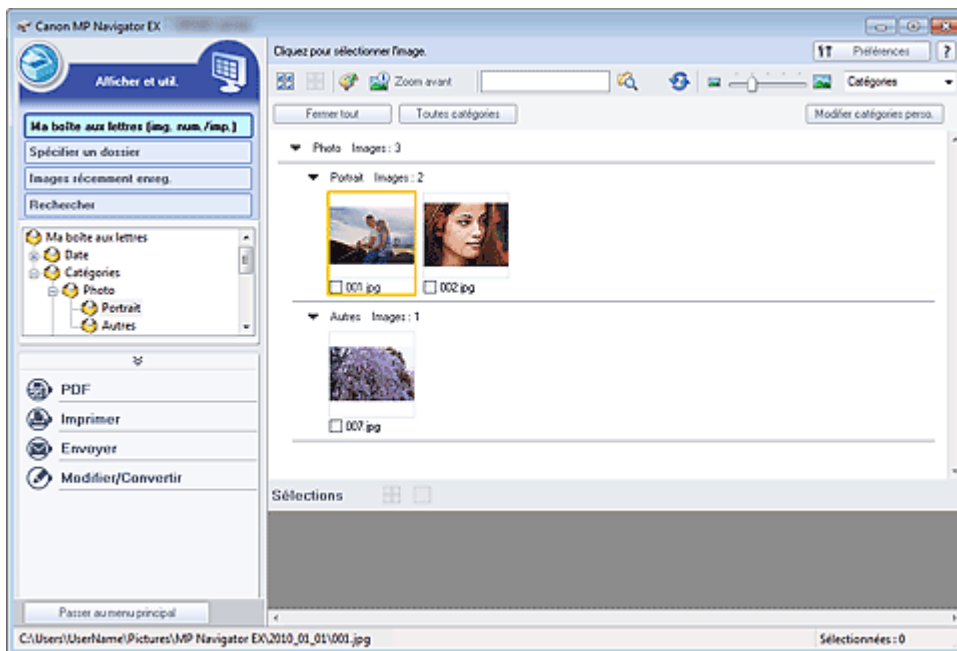 Canon MP Navigator EX
Afficher et util.
Ma boîte aux lettres (img. num./imp.)
Spécifier un dossier
Images récemment enreg.
Rechercher
Ma boîte aux lettres
Date
Catégories
Photo
Portrait
Autres
PDF
Imprimer
Envoyer
Modifier/Convertir
Passer au menu principal
Cliquez pour sélectionner l'image.
Préférences
?
Zoom avant
Catégories
Fermer tout
Toutes catégories
Modifier catégories perso.
Photo Images : 3
Portrait Images : 2
001.jpg
002.jpg
Autres Images : 1
007.jpg
Sélections
C:\Users\UserName\Pictures\MP Navigator EX\2010_01_01\001.jpg
Sélectionnées : 0